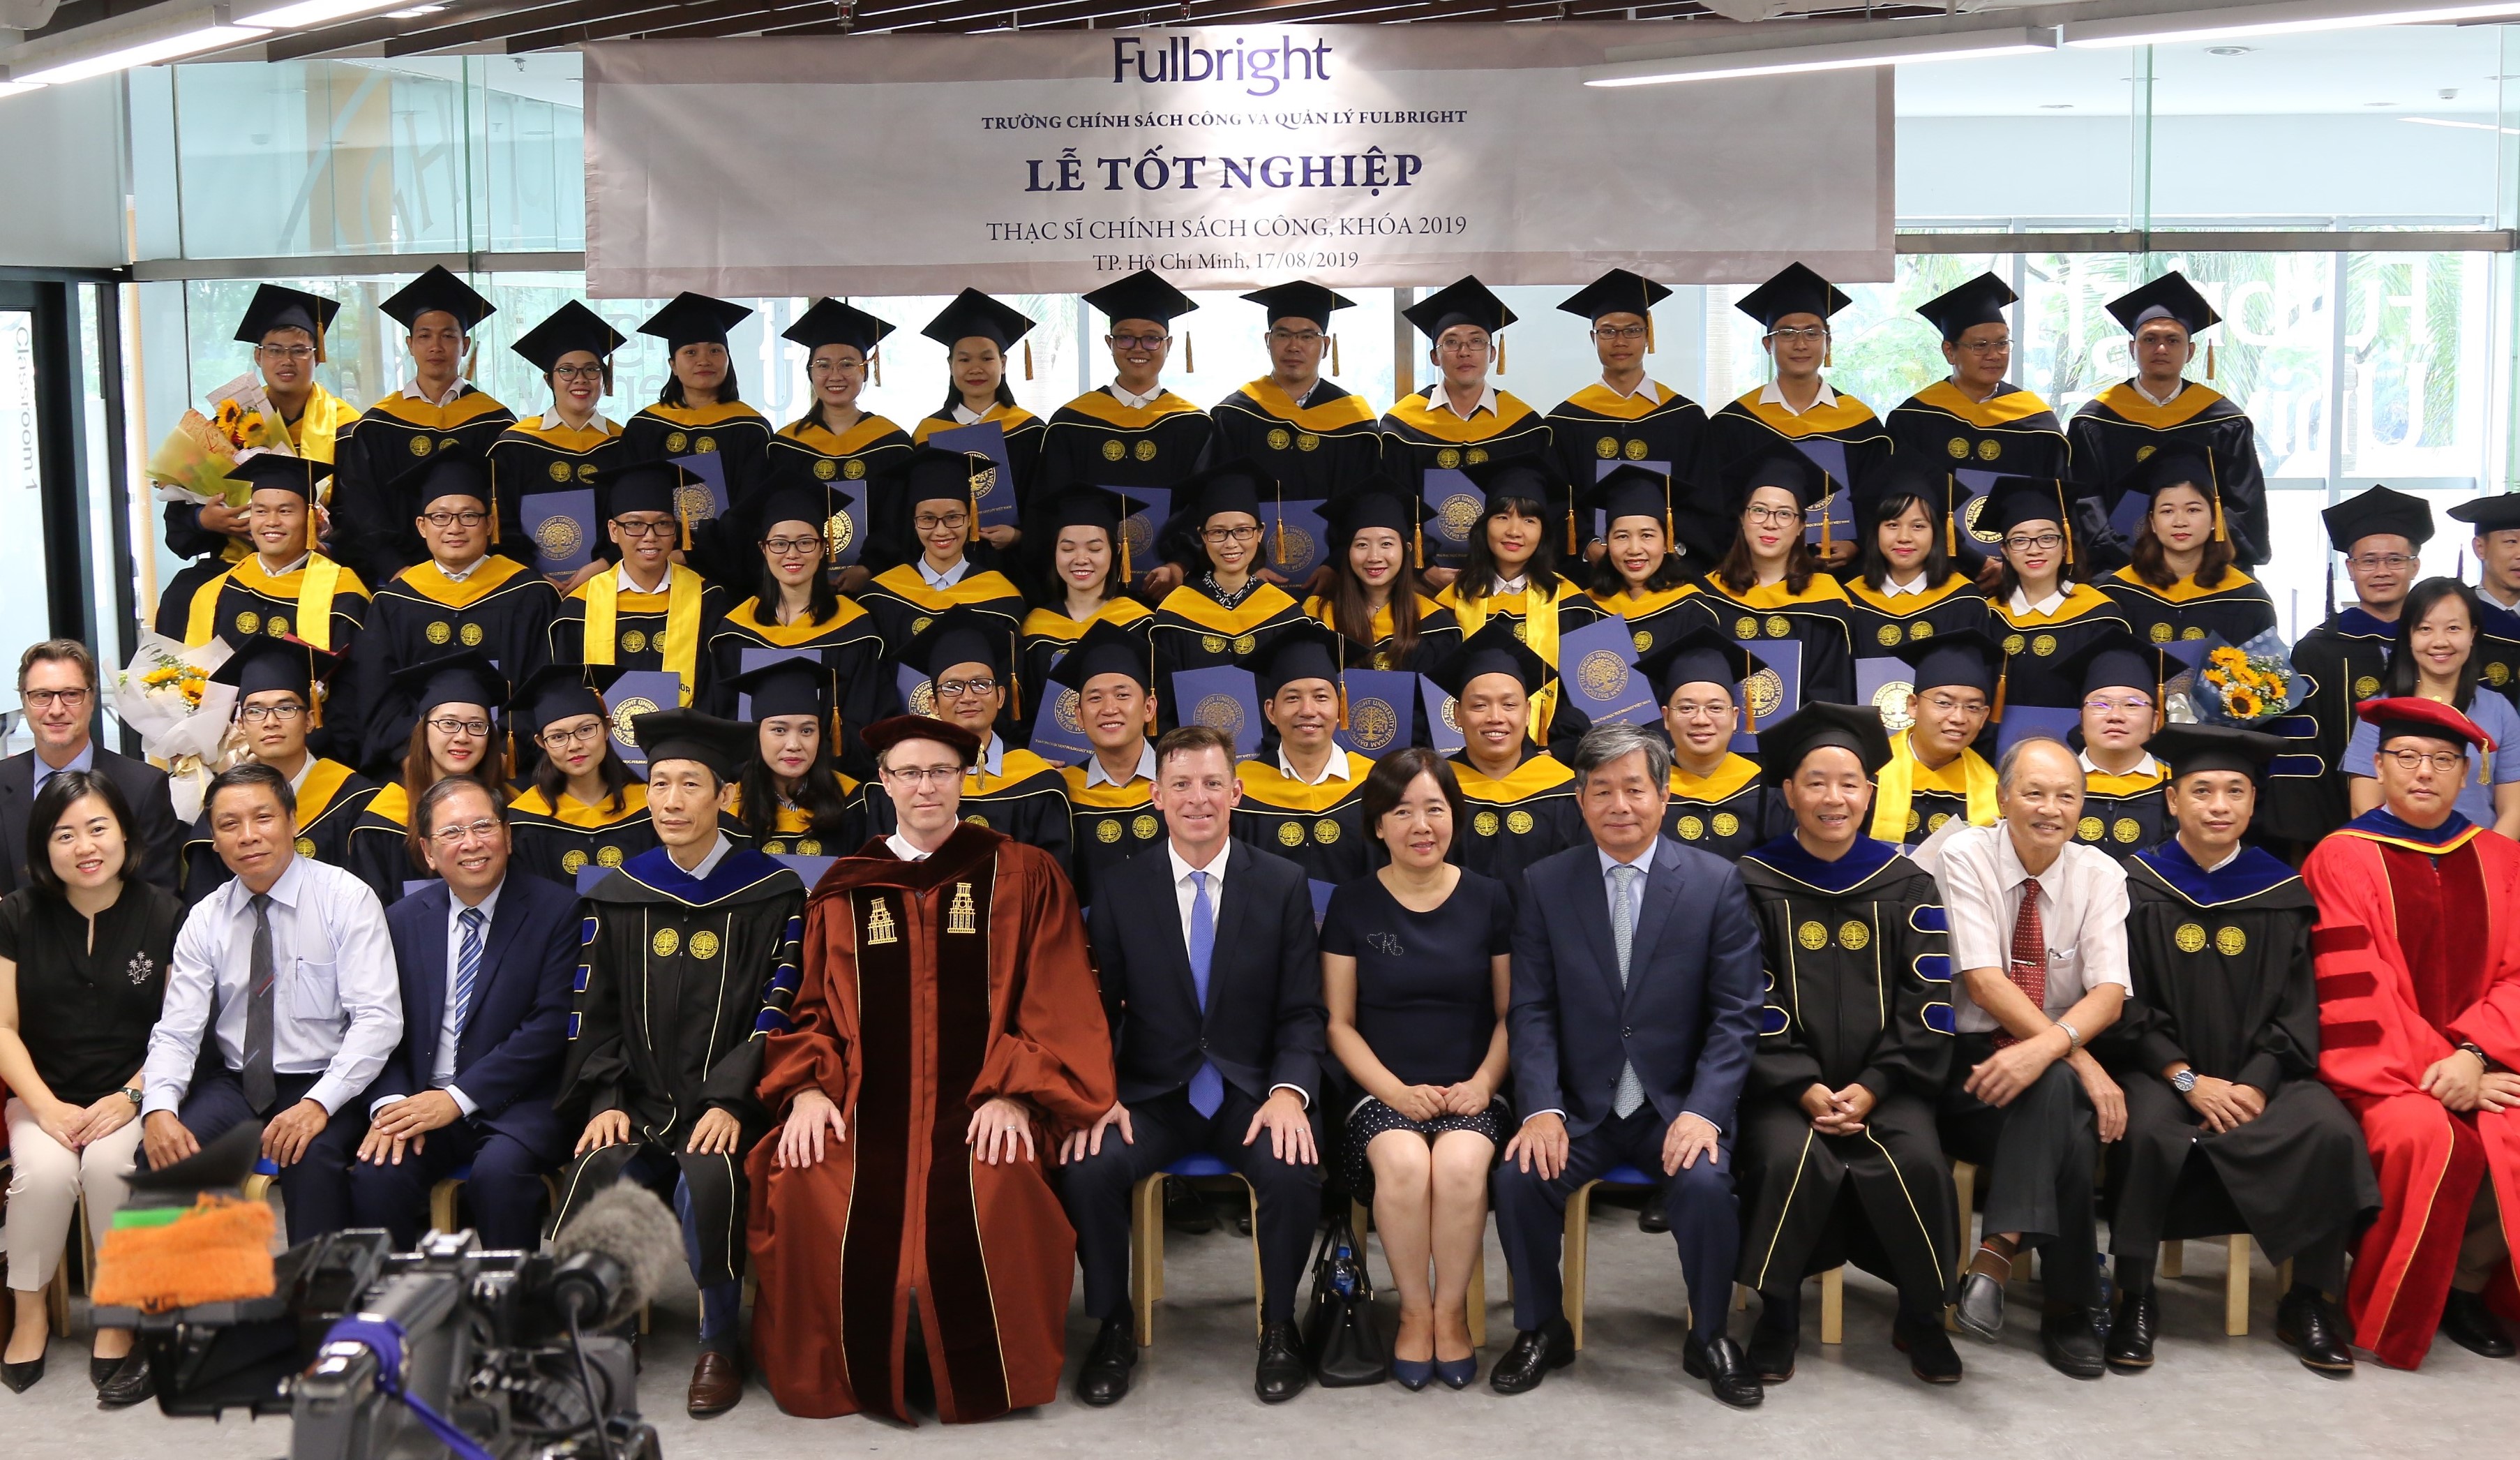 Fulbright
TRƯỜNG CHÍNH SÁCH CÔNG VÀ QUẢN LÝ FULBRIGHT
LỄ TỐT NGHIỆP
THẠC SĨ CHÍNH SÁCH CÔNG, KHÓA 2019
TP. Hồ Chí Minh, 17/08/2019
Classroom 1